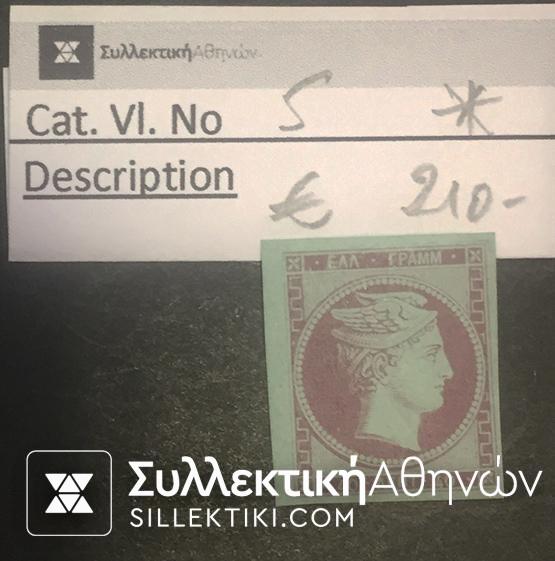 ΣυλλεκτικήΑθηνών
Cat. Vl. No 5 *
Description
€ 210-
ΕΛΛ · ΓΡΑΜΜ
ΣυλλεκτικήΑθηνών
SILLEKTIKI.COM